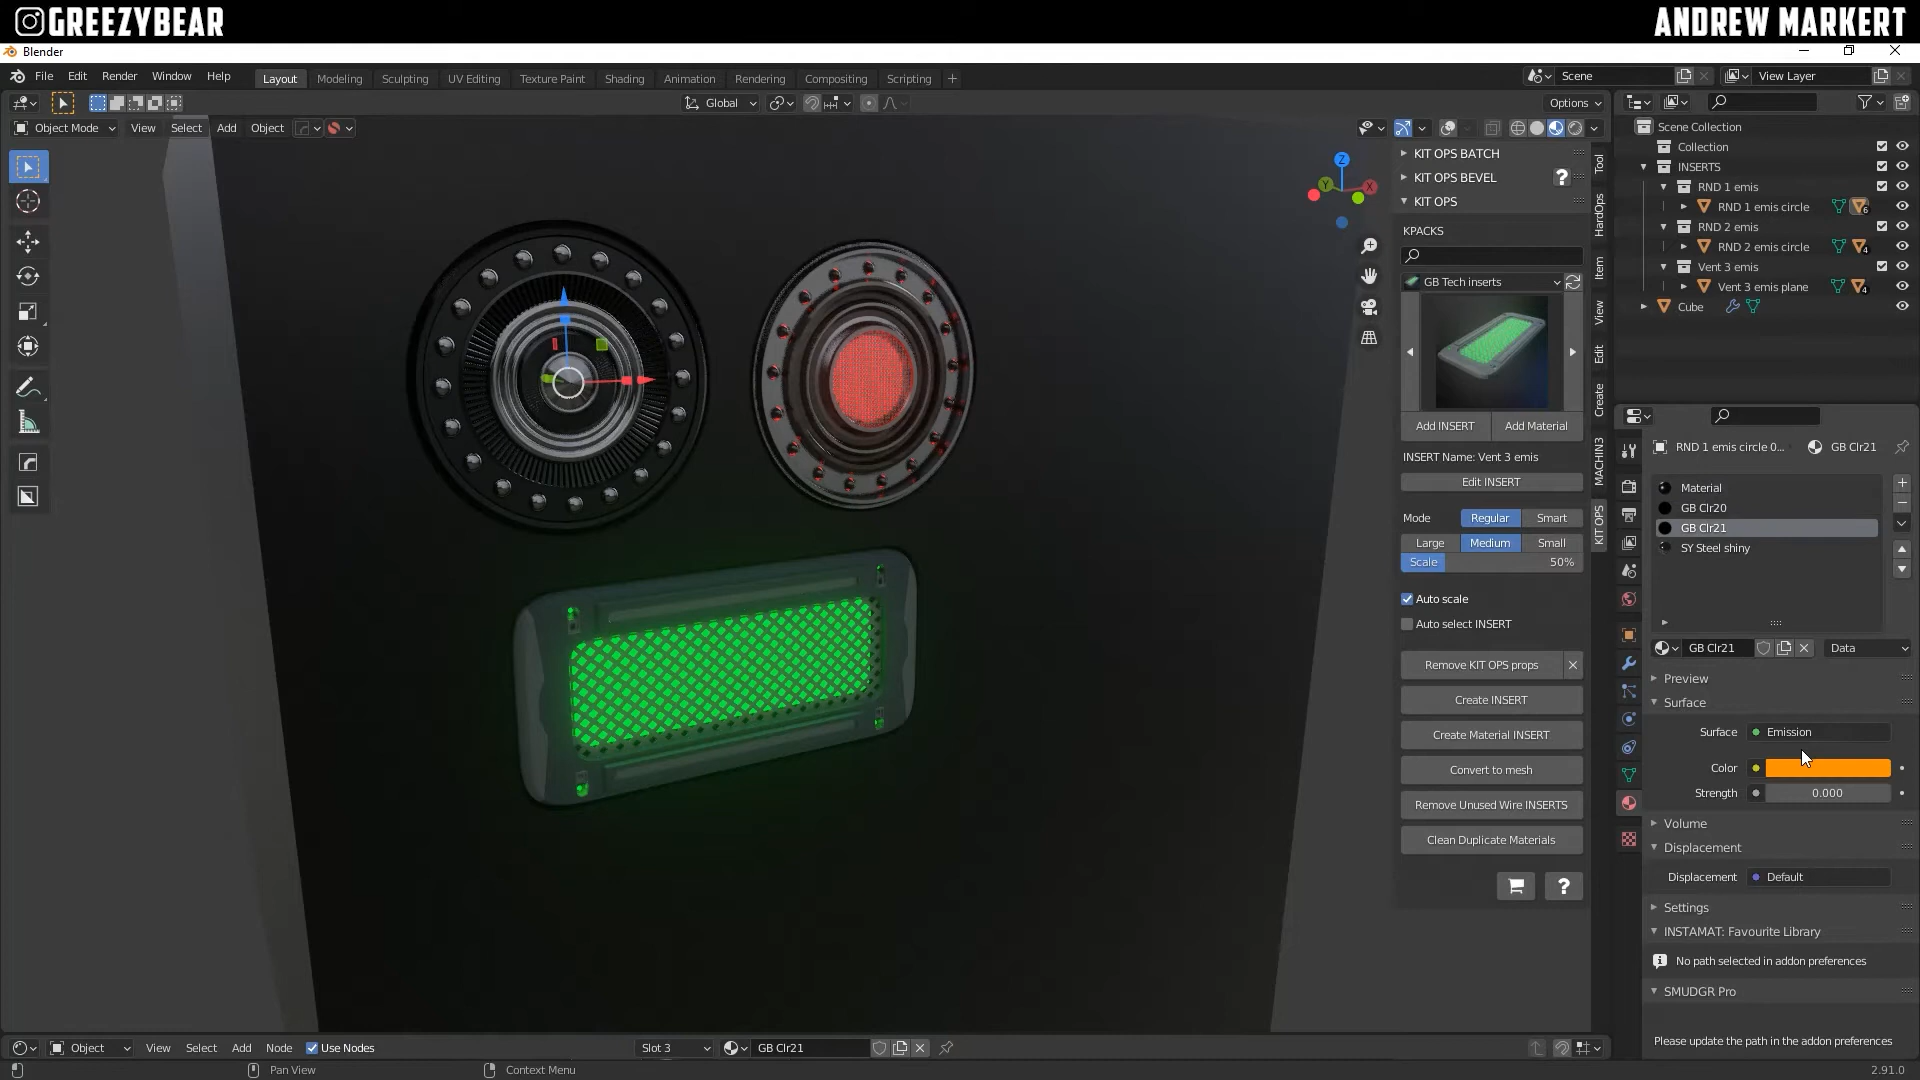 GREEZYBEAR
ANDREW MARKERT
Blender
File Edit Render Window Help Layout Modeling Sculpting UV Editing Texture Paint Shading Animation Rendering Compositing Scripting +
Scene
View Layer
Global
Options
Object Mode View Select Add Object
Z
Y
X
KIT OPS BATCH
KIT OPS BEVEL ?
KIT OPS
KPACKS
GB Tech inserts
Add INSERT Add Material
INSERT Name: Vent 3 emis
Edit INSERT
Mode Regular Smart
Large Medium Small
Scale 50%
Auto scale
Auto select INSERT
Remove KIT OPS props
Create INSERT
Create Material INSERT
Convert to mesh
Remove Unused Wire INSERTS
Clean Duplicate Materials
?
Tool
HardOps
Item
View
Edit
Create
MACHIN3
KIT OPS
Scene Collection
Collection
INSERTS
RND 1 emis
RND 1 emis circle 6
RND 2 emis
RND 2 emis circle 4
Vent 3 emis
Vent 3 emis plane 4
Cube
RND 1 emis circle 0... GB Clr21
Material
GB Clr20
GB Clr21
SY Steel shiny
GB Clr21 Data
Preview
Surface
Surface Emission
Color
Strength 0.000
Volume
Displacement
Displacement Default
Settings
INSTAMAT: Favourite Library
No path selected in addon preferences
SMUDGR Pro
Please update the path in the addon preferences
Object View Select Add Node Use Nodes Slot 3 GB Clr21
Pan View Context Menu 2.91.0